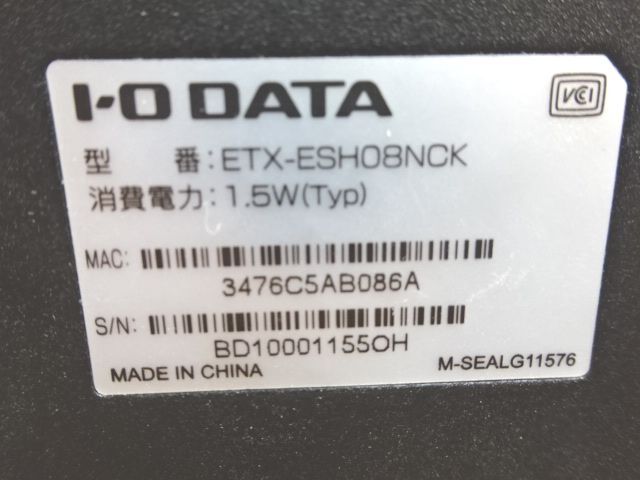 I-O DATA
VCCI
型 番:ETX-ESH08NCK
消費電力:1.5W(Typ)
MAC:
3476C5AB086A
S/N:
BD10001155OH
MADE IN CHINA
M-SEALG11576